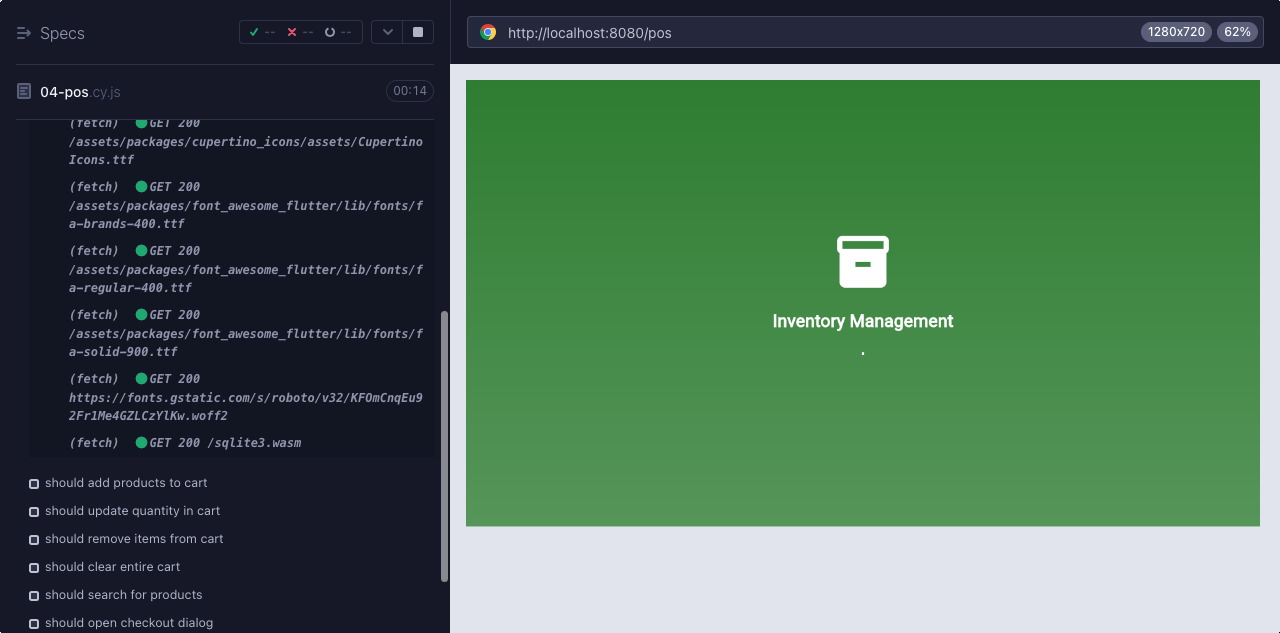 Specs
-- -- --
04-pos.cy.js
00:14
(fetch) GET 200
/assets/packages/cupertino_icons/assets/Cupertino
Icons.ttf
(fetch) GET 200
/assets/packages/font_awesome_flutter/lib/fonts/f
a-brands-400.ttf
(fetch) GET 200
/assets/packages/font_awesome_flutter/lib/fonts/f
a-regular-400.ttf
(fetch) GET 200
/assets/packages/font_awesome_flutter/lib/fonts/f
a-solid-900.ttf
(fetch) GET 200
https://fonts.gstatic.com/s/roboto/v32/KFOmCnqEu9
2Fr1Me4GZLCzYlKw.woff2
(fetch) GET 200 /sqlite3.wasm
should add products to cart
should update quantity in cart
should remove items from cart
should clear entire cart
should search for products
should open checkout dialog
http://localhost:8080/pos
1280x720
62%
Inventory Management
.